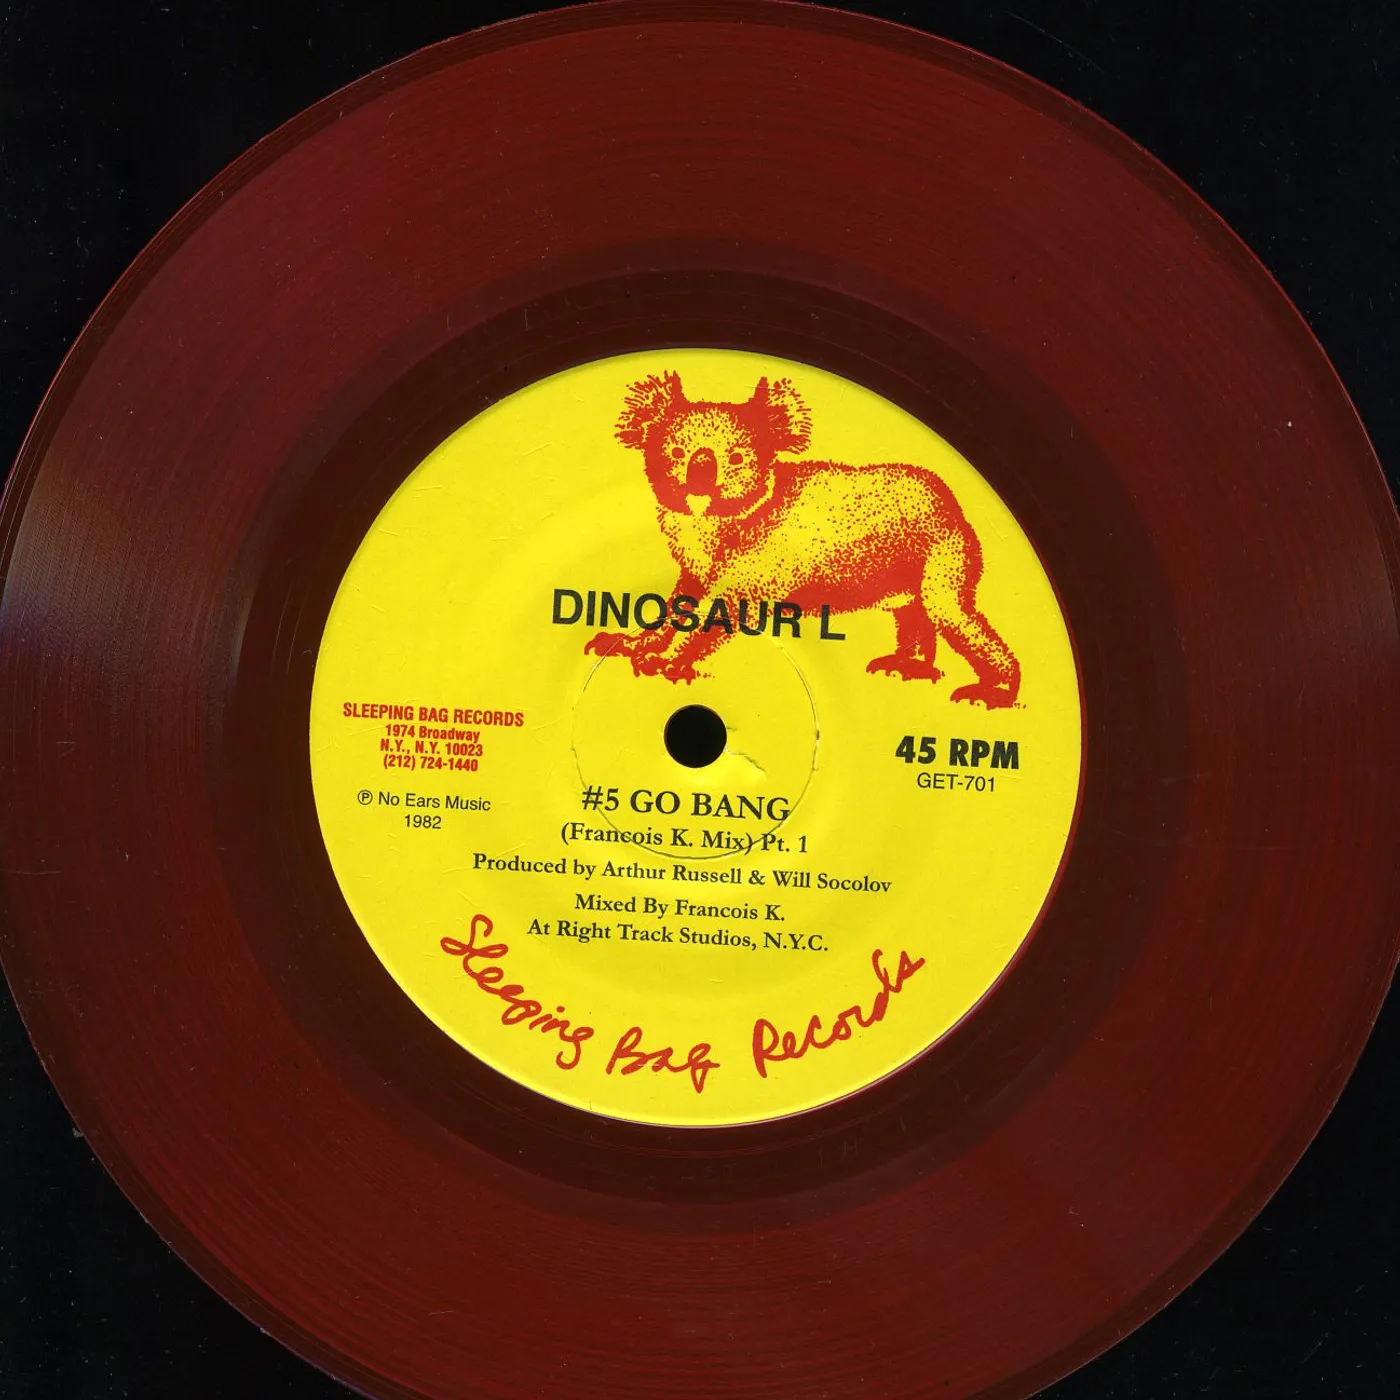 DINOSAUR L
SLEEPING BAG RECORDS
1974 Broadway
N.Y., N.Y. 10023
(212) 724-1440
℗ No Ears Music
1982
45 RPM
GET-701
#5 GO BANG
(Francois K. Mix) Pt. 1
Produced by Arthur Russell & Will Socolov
Mixed By Francois K.
At Right Track Studios, N.Y.C.
Sleeping Bag Records